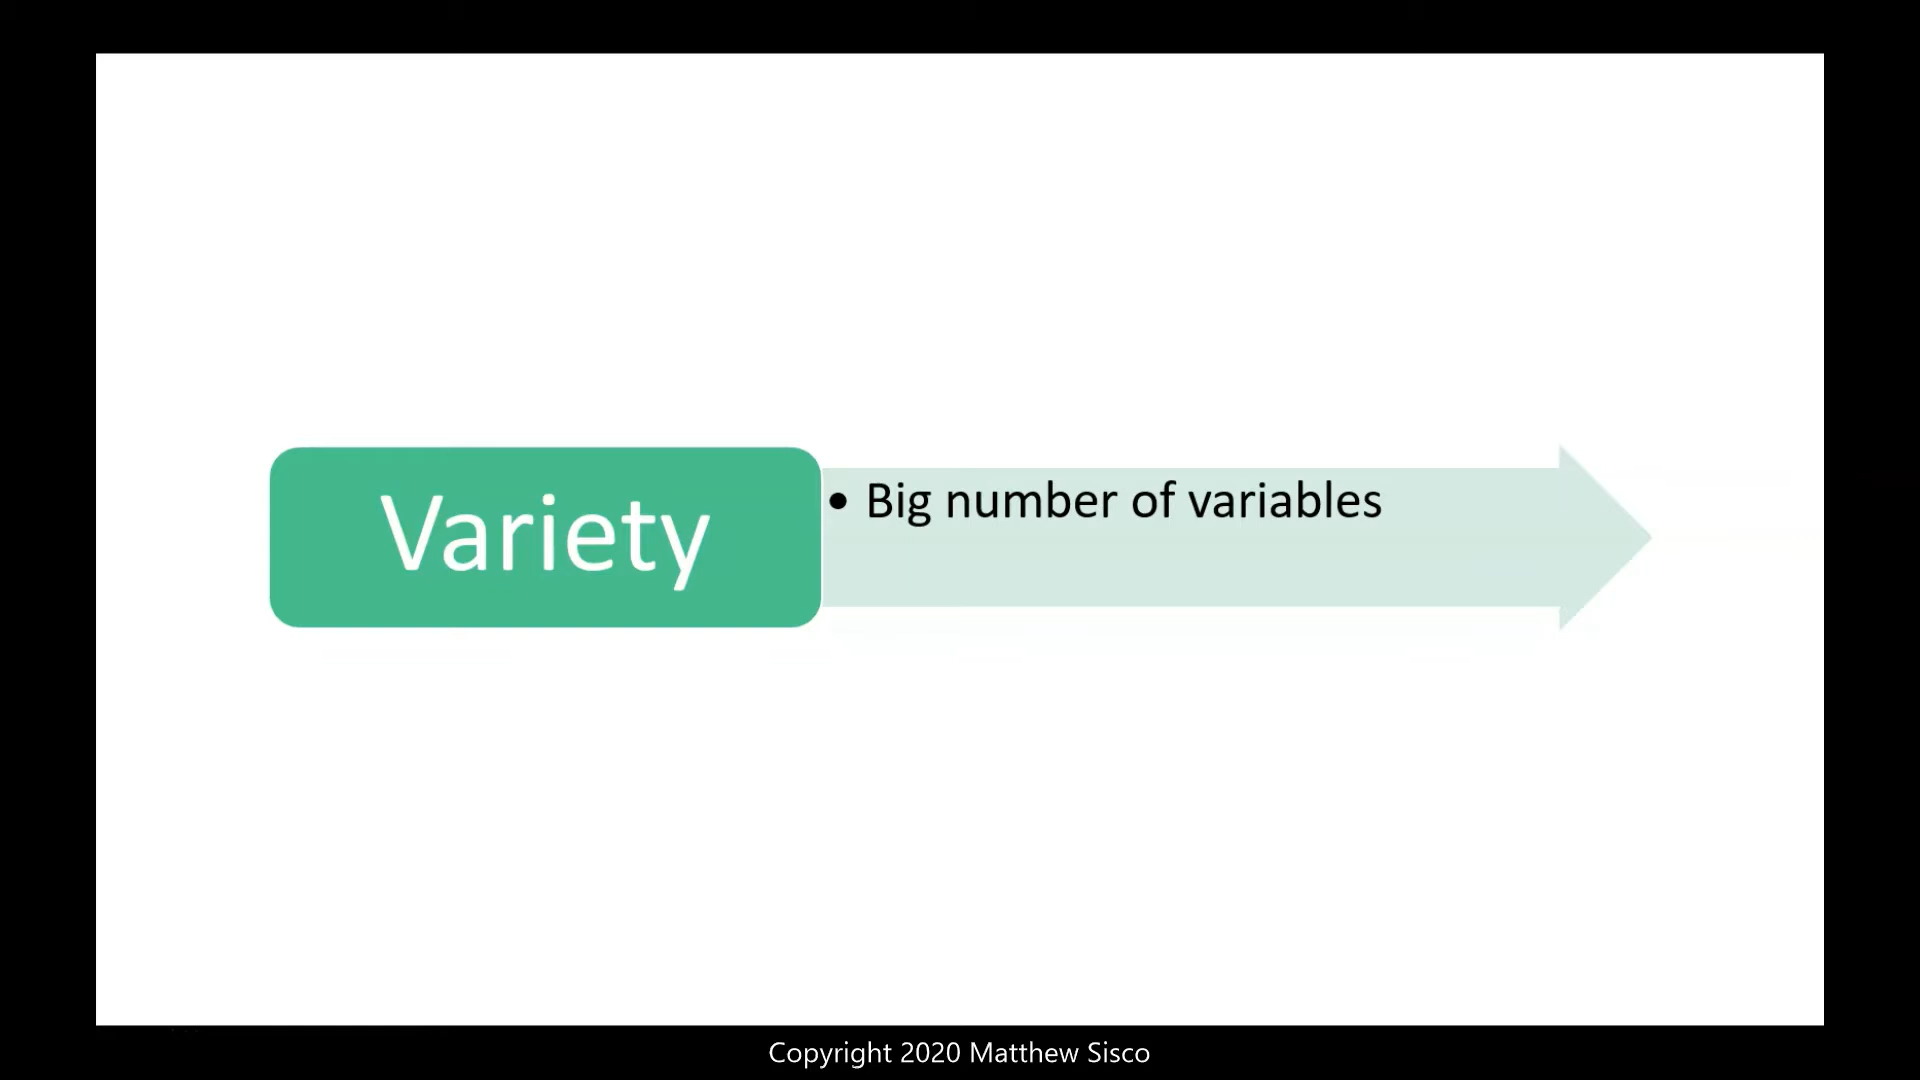 Variety
• Big number of variables
Copyright 2020 Matthew Sisco